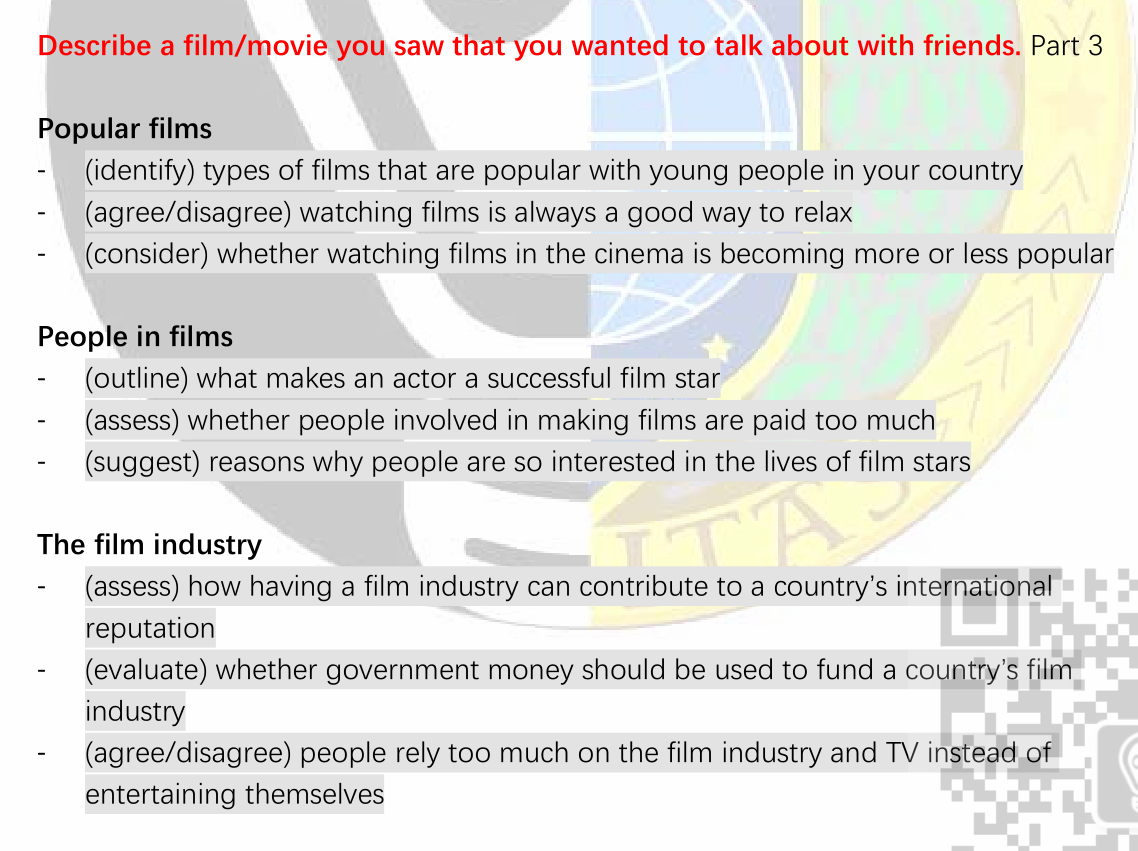 Describe a film/movie you saw that you wanted to talk about with friends. Part 3
Popular films
- (identify) types of films that are popular with young people in your country
- (agree/disagree) watching films is always a good way to relax
- (consider) whether watching films in the cinema is becoming more or less popular
People in films
- (outline) what makes an actor a successful film star
- (assess) whether people involved in making films are paid too much
- (suggest) reasons why people are so interested in the lives of film stars
The film industry
- (assess) how having a film industry can contribute to a country’s international
reputation
- (evaluate) whether government money should be used to fund a country’s film
industry
- (agree/disagree) people rely too much on the film industry and TV instead of
entertaining themselves